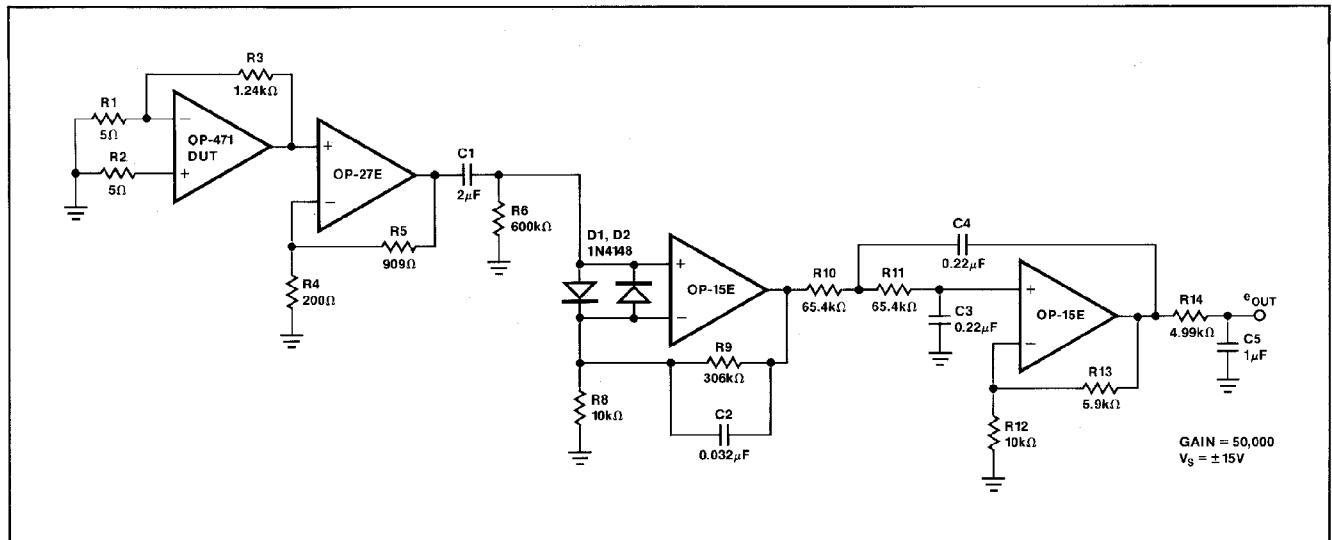 R3
1.24kΩ
R1
5Ω
−
OP-471
DUT
+
R2
5Ω
+
OP-27E
−
R5
909Ω
R4
200Ω
C1
2μF
R6
600kΩ
D1, D2
1N4148
+
OP-15E
−
R9
306kΩ
R8
10kΩ
C2
0.032μF
R10
65.4kΩ
R11
65.4kΩ
C4
0.22μF
C3
0.22μF
+
OP-15E
−
R13
5.9kΩ
R12
10kΩ
R14
4.99kΩ
eOUT
C5
1μF
GAIN = 50,000
VS = ±15V